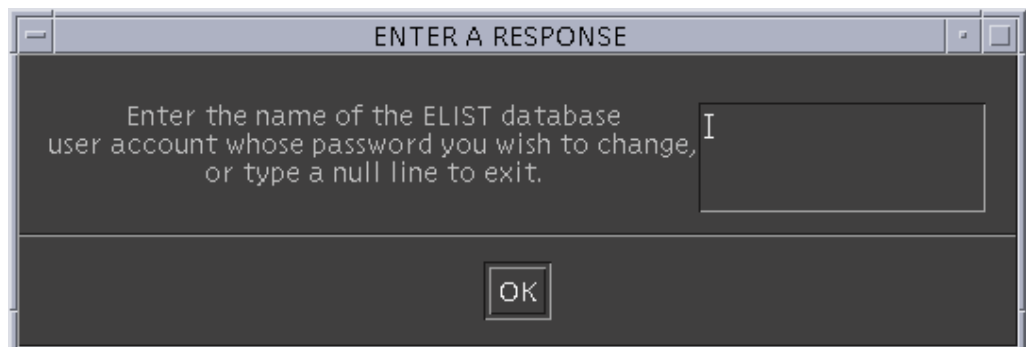 ENTER A RESPONSE
Enter the name of the ELIST database
user account whose password you wish to change,
or type a null line to exit.
OK